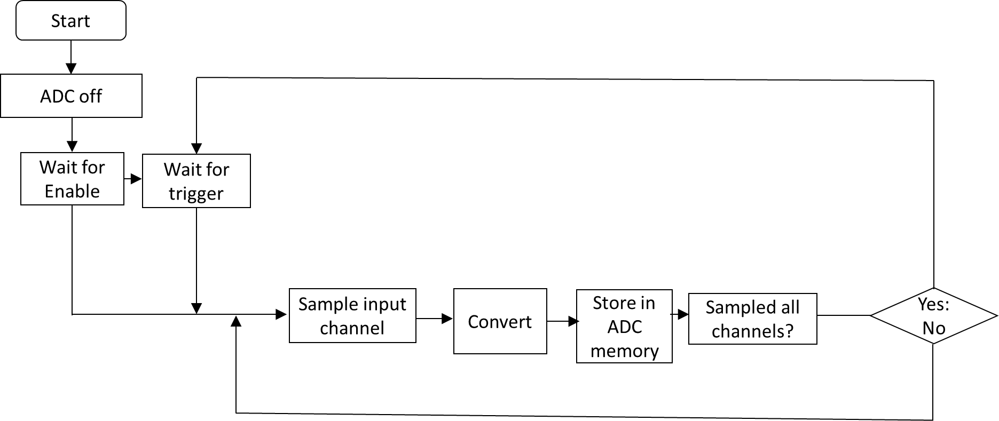 Start
ADC off
Wait for
Enable
Wait for
trigger
Sample input
channel
Convert
Store in
ADC
memory
Sampled all
channels?
Yes:
No